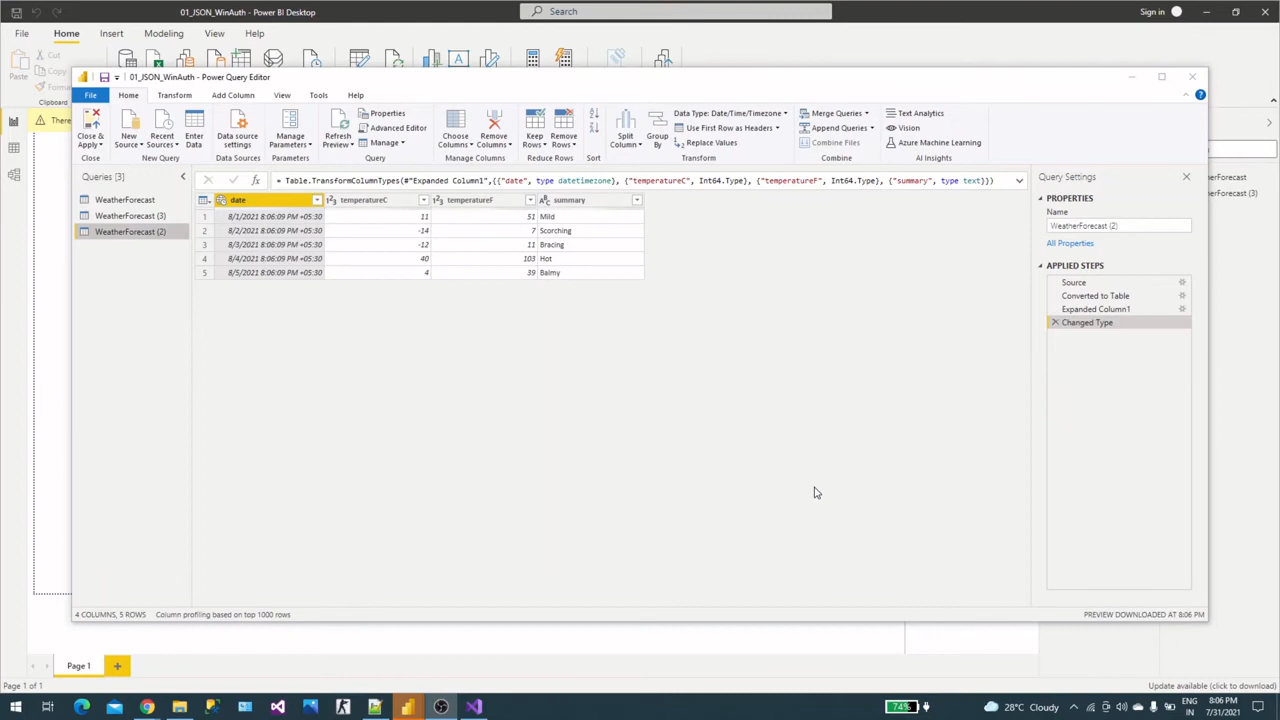 01_JSON_WinAuth - Power BI Desktop
Search
Sign in
File
Home
Insert
Modeling
View
Help
Cut
Copy
Paste
Clipboard
There
01_JSON_WinAuth - Power Query Editor
File
Home
Transform
Add Column
View
Tools
Help
Close & Apply
New Source
Recent Sources
Enter Data
Data source settings
Manage Parameters
Refresh Preview
Properties
Advanced Editor
Manage
Choose Columns
Remove Columns
Keep Rows
Remove Rows
Split Column
Group By
Data Type: Date/Time/Timezone
Use First Row as Headers
Replace Values
Merge Queries
Append Queries
Combine Files
Text Analytics
Vision
Azure Machine Learning
Close
New Query
Data Sources
Parameters
Query
Manage Columns
Reduce Rows
Sort
Transform
Combine
AI Insights
Queries [3]
WeatherForecast
WeatherForecast (3)
WeatherForecast (2)
= Table.TransformColumnTypes(#"Expanded Column1",{{"date", type datetimezone}, {"temperatureC", Int64.Type}, {"temperatureF", Int64.Type}, {"summary", type text}})
date temperatureC temperatureF summary
1 8/1/2021 8:06:09 PM +05:30 11 51 Mild
2 8/2/2021 8:06:09 PM +05:30 -14 7 Scorching
3 8/3/2021 8:06:09 PM +05:30 -12 11 Bracing
4 8/4/2021 8:06:09 PM +05:30 40 103 Hot
5 8/5/2021 8:06:09 PM +05:30 4 39 Balmy
Query Settings
PROPERTIES
Name
WeatherForecast (2)
All Properties
APPLIED STEPS
Source
Converted to Table
Expanded Column1
Changed Type
4 COLUMNS, 5 ROWS
Column profiling based on top 1000 rows
PREVIEW DOWNLOADED AT 8:06 PM
Page 1
Page 1 of 1
Update available (click to download)
74%
28°C Cloudy
ENG
IN
8:06 PM
7/31/2021